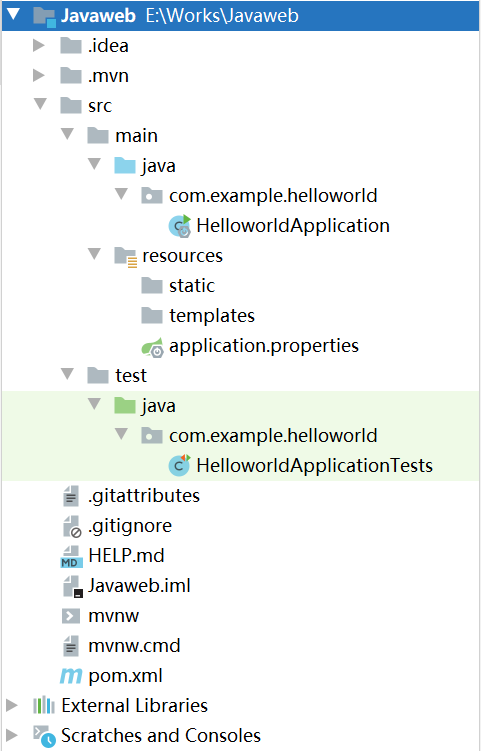 Javaweb E:\Works\Javaweb
.idea
.mvn
src
main
java
com.example.helloworld
HelloworldApplication
resources
static
templates
application.properties
test
java
com.example.helloworld
HelloworldApplicationTests
.gitattributes
.gitignore
HELP.md
Javaweb.iml
mvnw
mvnw.cmd
pom.xml
External Libraries
Scratches and Consoles